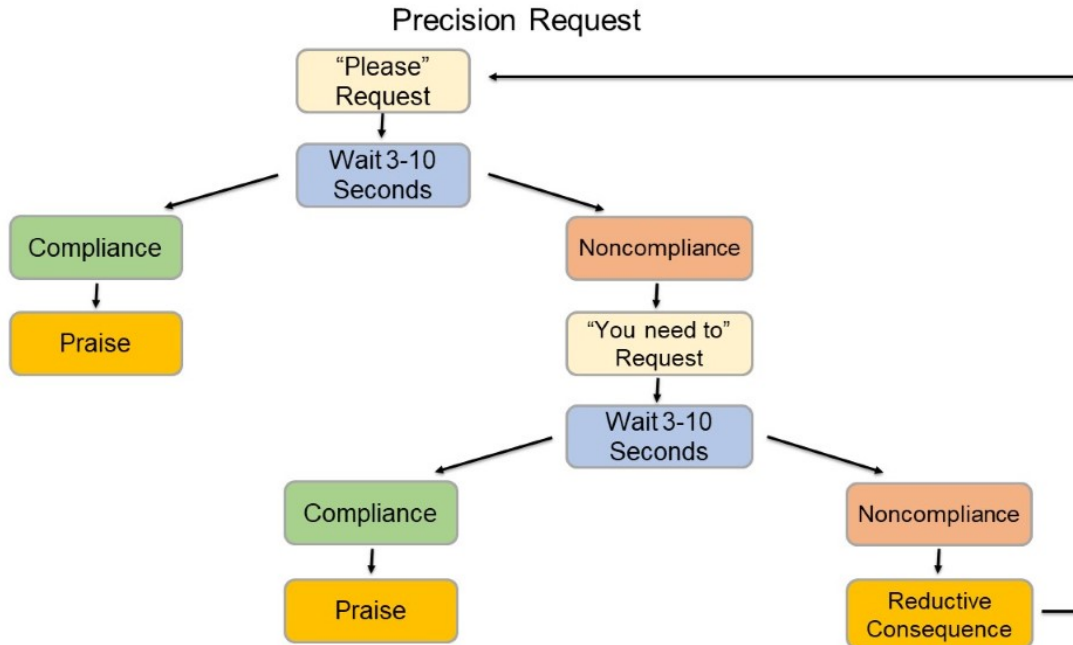 Precision Request
“Please”
Request
Wait 3-10
Seconds
Compliance
Noncompliance
Praise
“You need to”
Request
Wait 3-10
Seconds
Compliance
Noncompliance
Praise
Reductive
Consequence